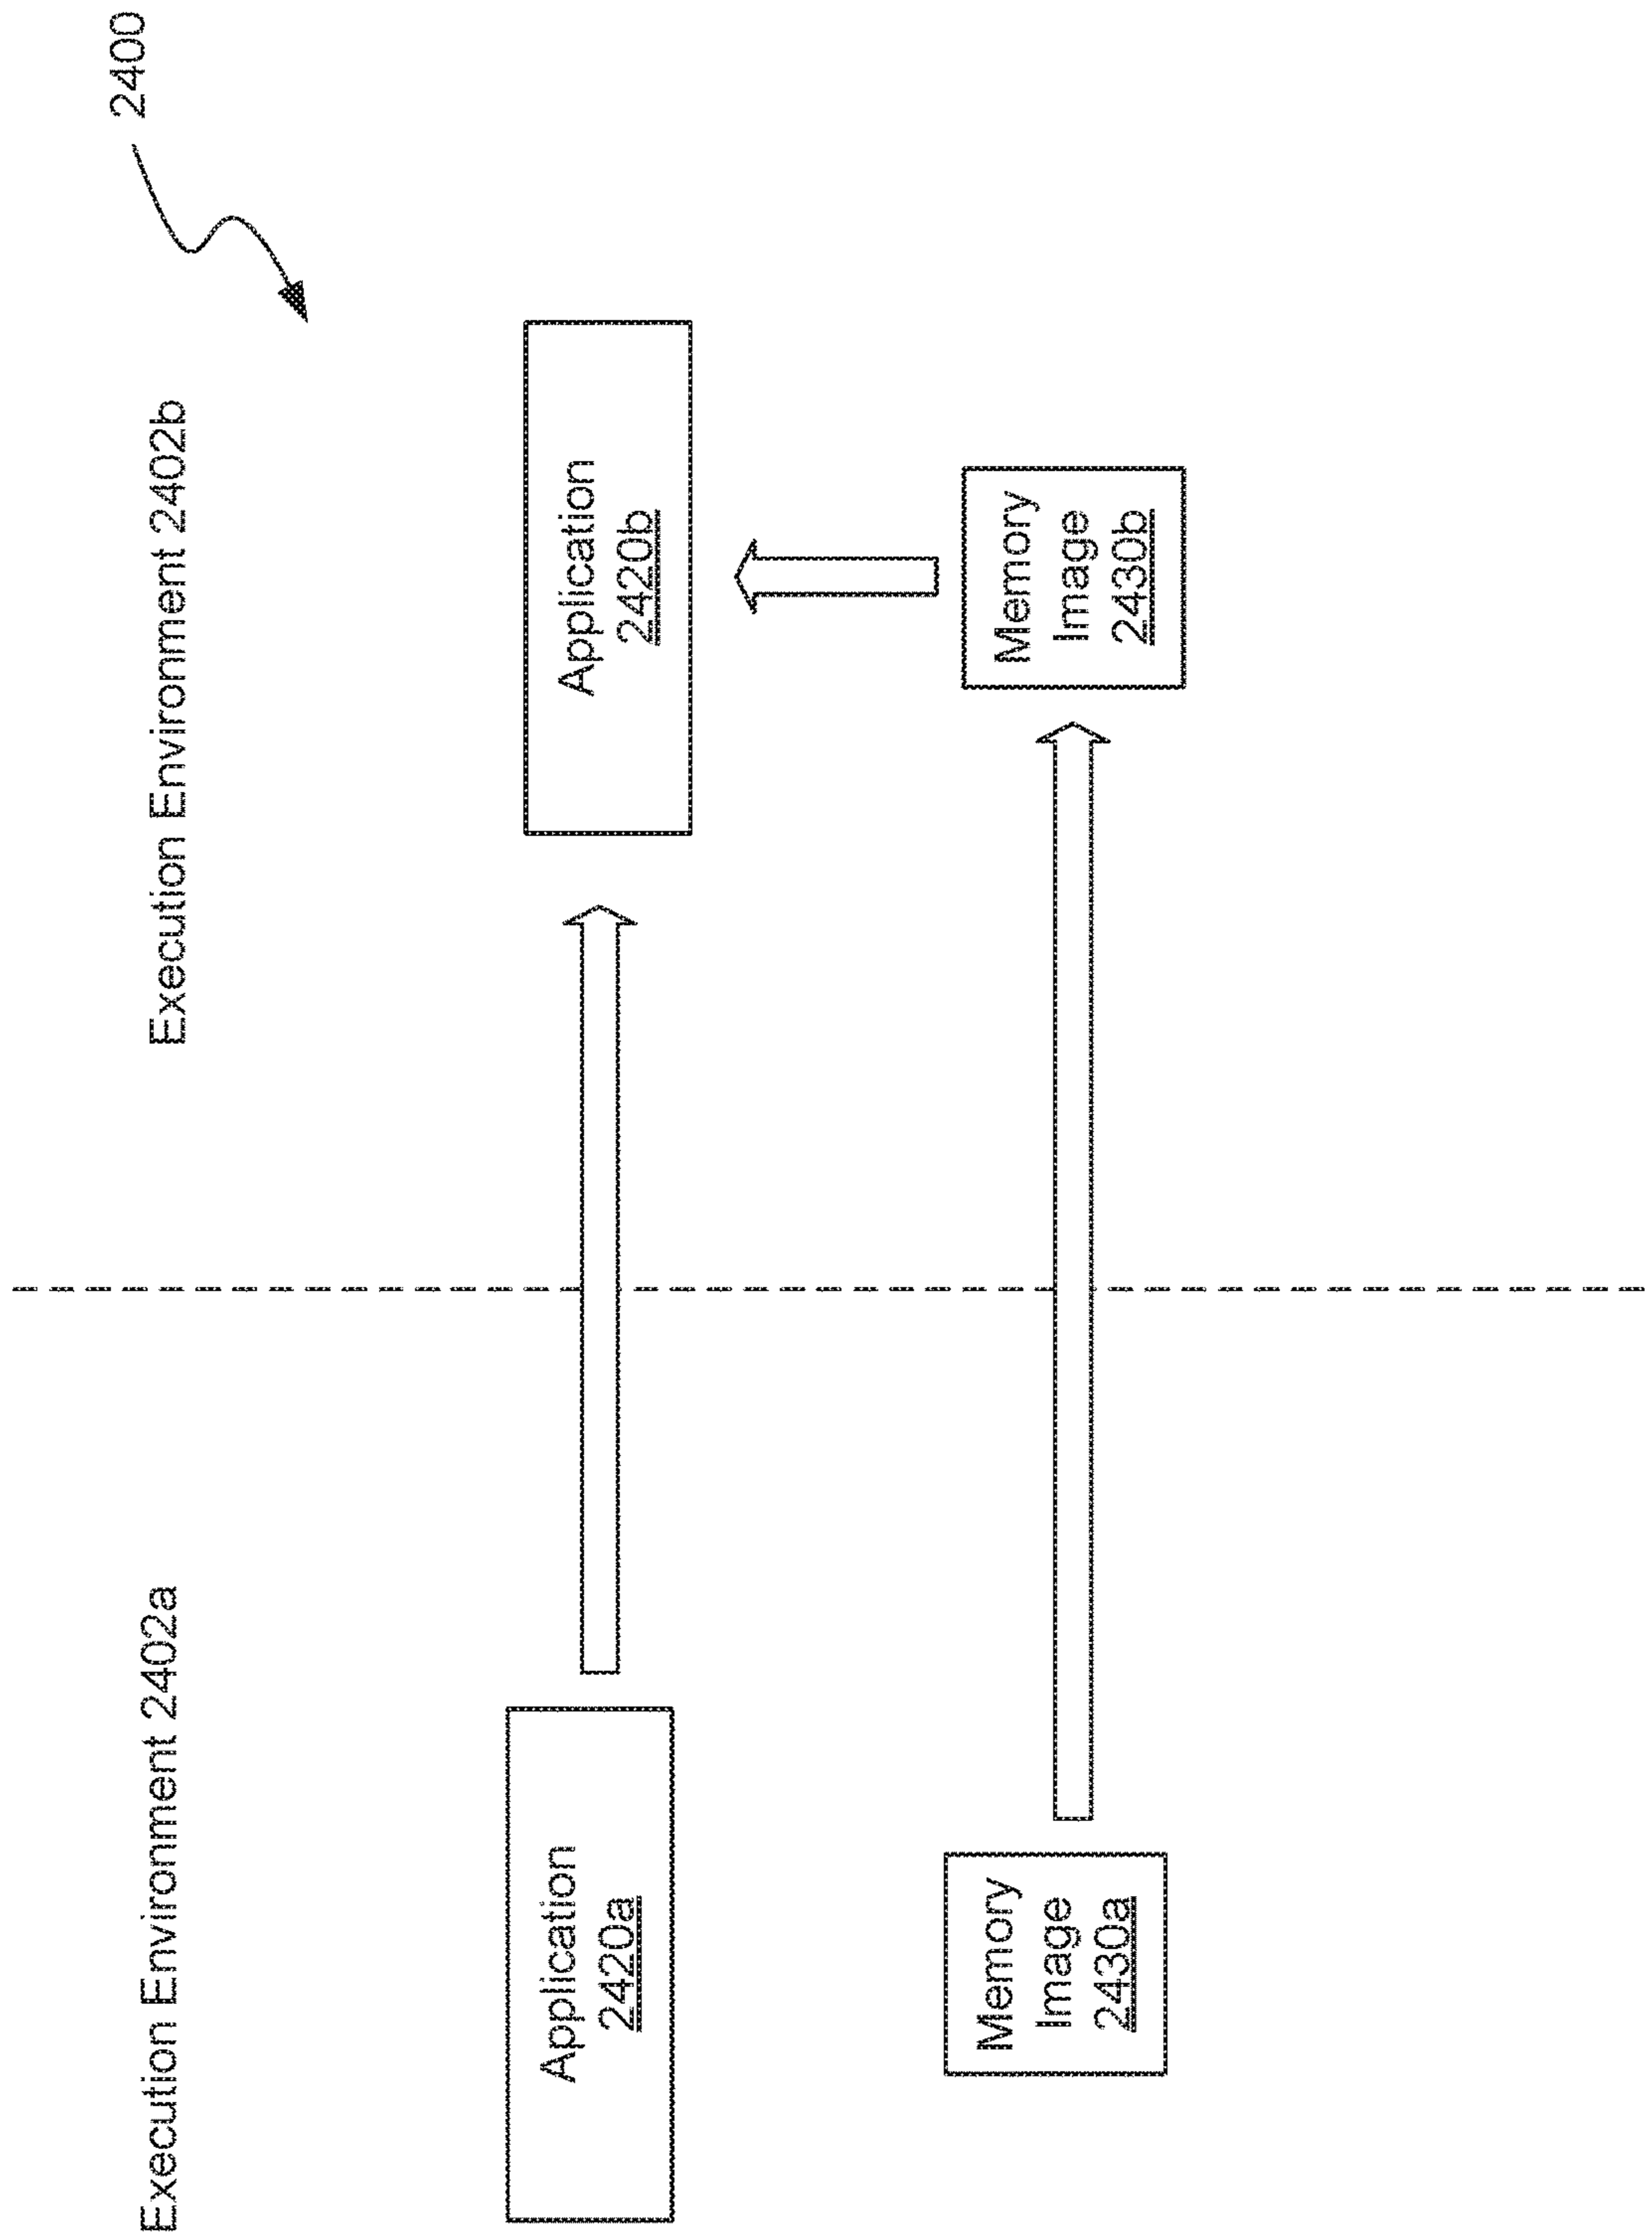 2400
Execution Environment 2402a
Execution Environment 2402b
Application
2420a
Application
2420b
Memory
Image
2430a
Memory
Image
2430b